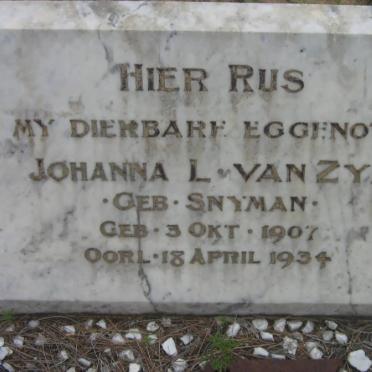 HIER RUS
MY DIERBARE EGGENO
JOHANNA L. VAN ZY
· GEB · SNYMAN ·
GEB · 3 OKT · 1907
OORL · 18 APRIL 1934